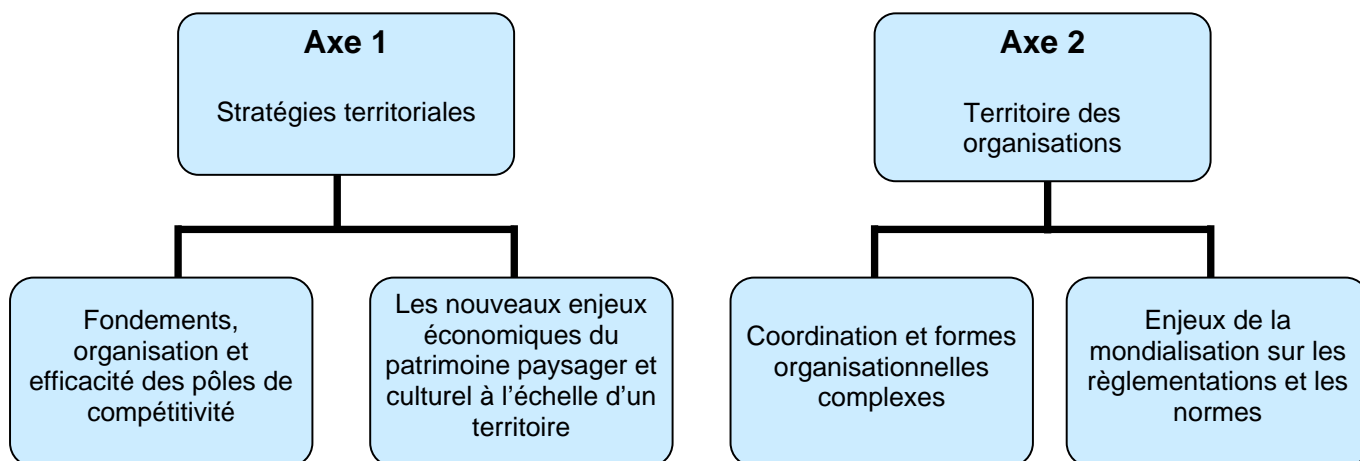 Axe 1
Stratégies territoriales
Axe 2
Territoire des
organisations
Fondements,
organisation et
efficacité des pôles de
compétitivité
Les nouveaux enjeux
économiques du
patrimoine paysager et
culturel à l’échelle d’un
territoire
Coordination et formes
organisationnelles
complexes
Enjeux de la
mondialisation sur les
règlementations et les
normes